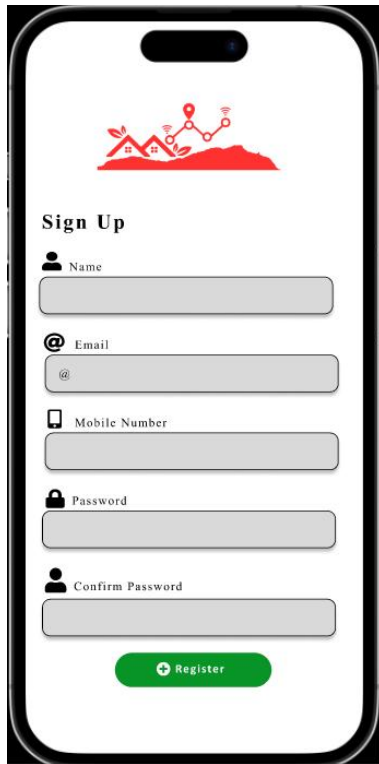 Sign Up
Name
Email
@
Mobile Number
Password
Confirm Password
Register